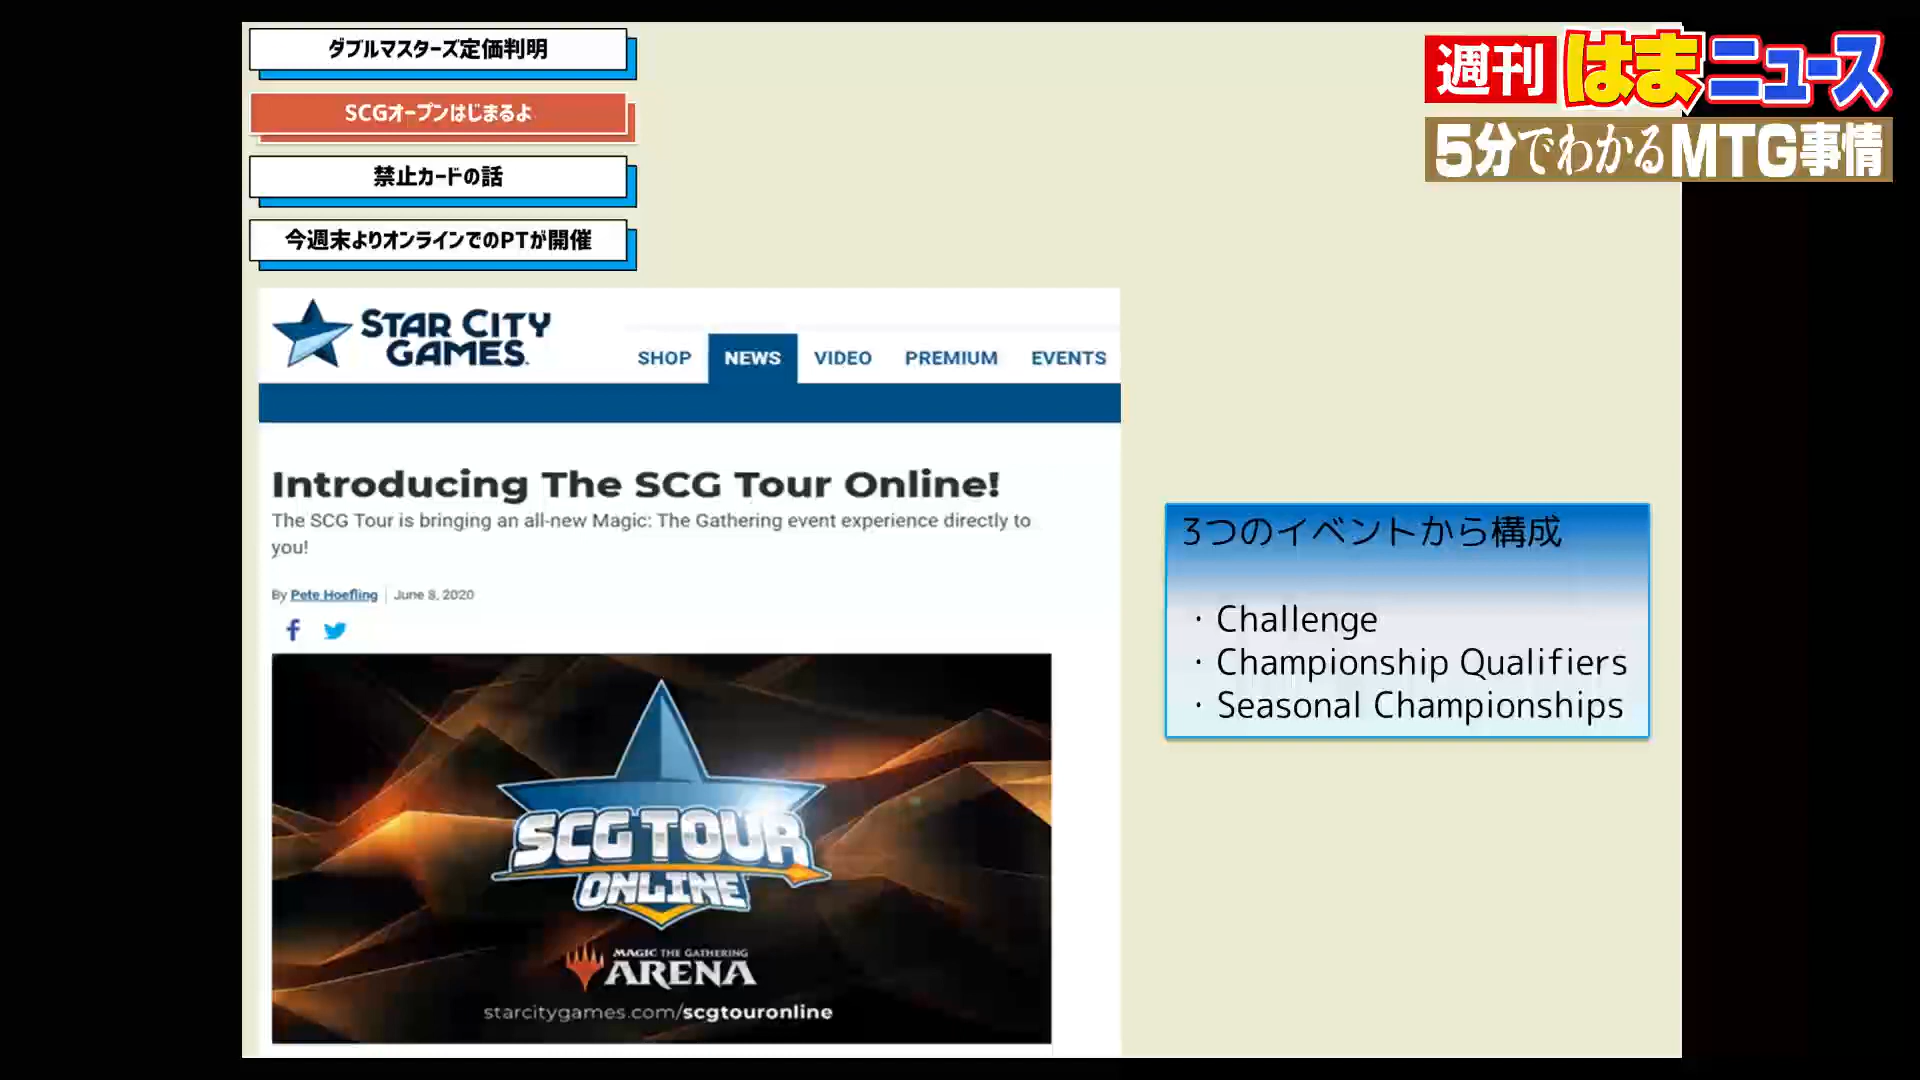 ダブルマスターズ定価判明
SCGオープンはじまるよ
禁止カードの話
今週末よりオンラインでのPTが開催
週刊はまニュース
5分でわかるMTG事情
STAR CITY
GAMES.
SHOP NEWS VIDEO PREMIUM EVENTS
Introducing The SCG Tour Online!
The SCG Tour is bringing an all-new Magic: The Gathering event experience directly to
you!
By Pete Hoefling | June 8, 2020
SCG TOUR
ONLINE
MAGIC THE GATHERING
ARENA
starcitygames.com/scgtouronline
3つのイベントから構成
・Challenge
・Championship Qualifiers
・Seasonal Championships